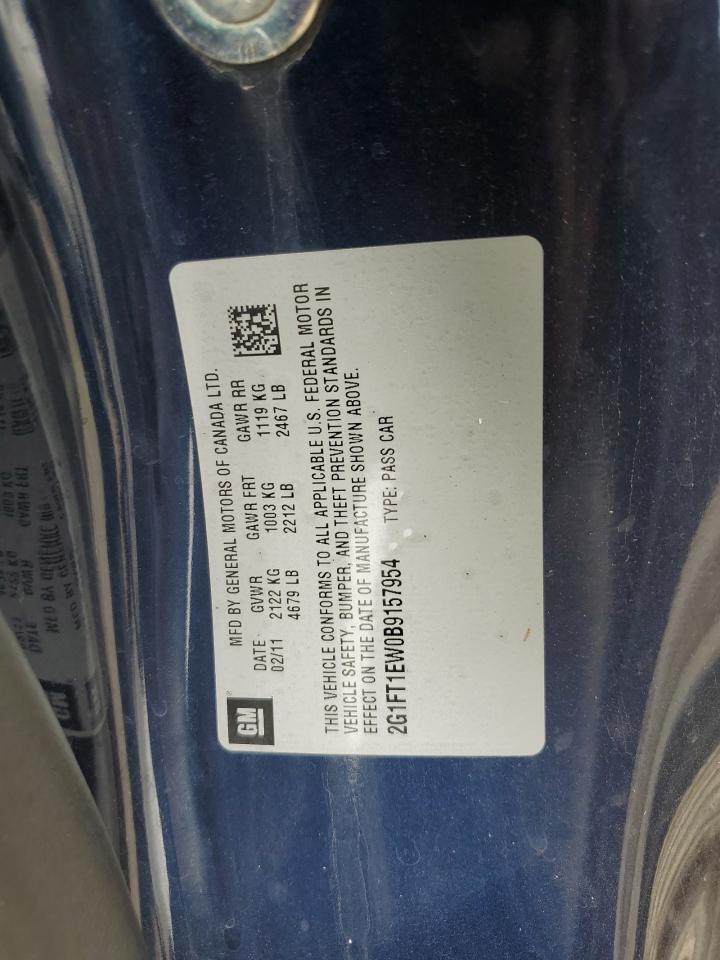 GM
MFD BY GENERAL MOTORS OF CANADA LTD.
DATE GVWR GAWR FRT GAWR RR
02/11 2122 KG 1003 KG 1119 KG
4679 LB 2212 LB 2467 LB
THIS VEHICLE CONFORMS TO ALL APPLICABLE U.S. FEDERAL MOTOR
VEHICLE SAFETY, BUMPER, AND THEFT PREVENTION STANDARDS IN
EFFECT ON THE DATE OF MANUFACTURE SHOWN ABOVE.
2G1FT1EW0B9157954 TYPE: PASS CAR